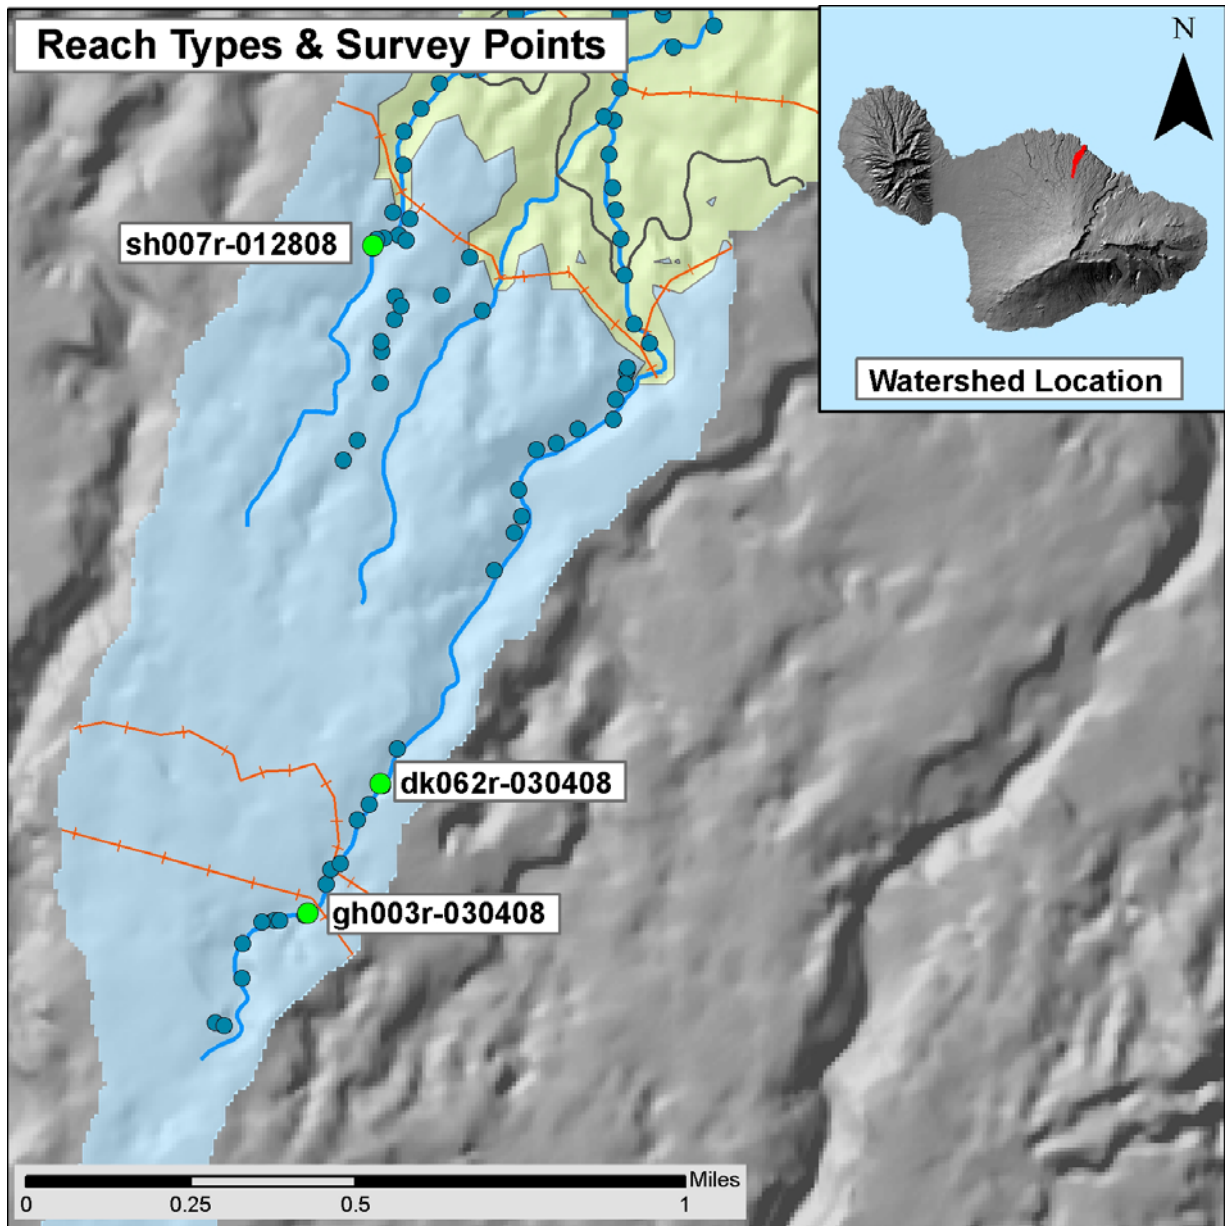 Reach Types & Survey Points
N
sh007r-012808
Watershed Location
dk062r-030408
gh003r-030408
Miles
0 0.25 0.5 1